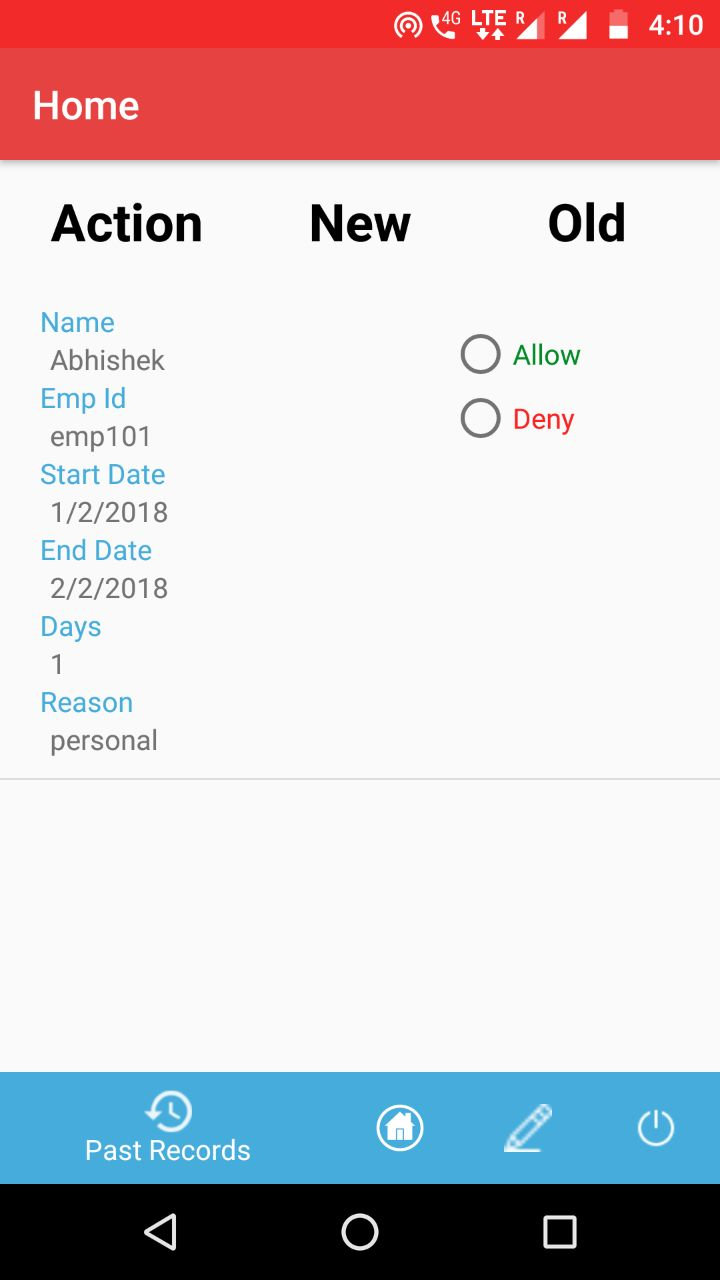 4G LTE R R 4:10
Home
Action New Old
Name
Abhishek
Allow
Emp Id
emp101
Deny
Start Date
1/2/2018
End Date
2/2/2018
Days
1
Reason
personal
Past Records